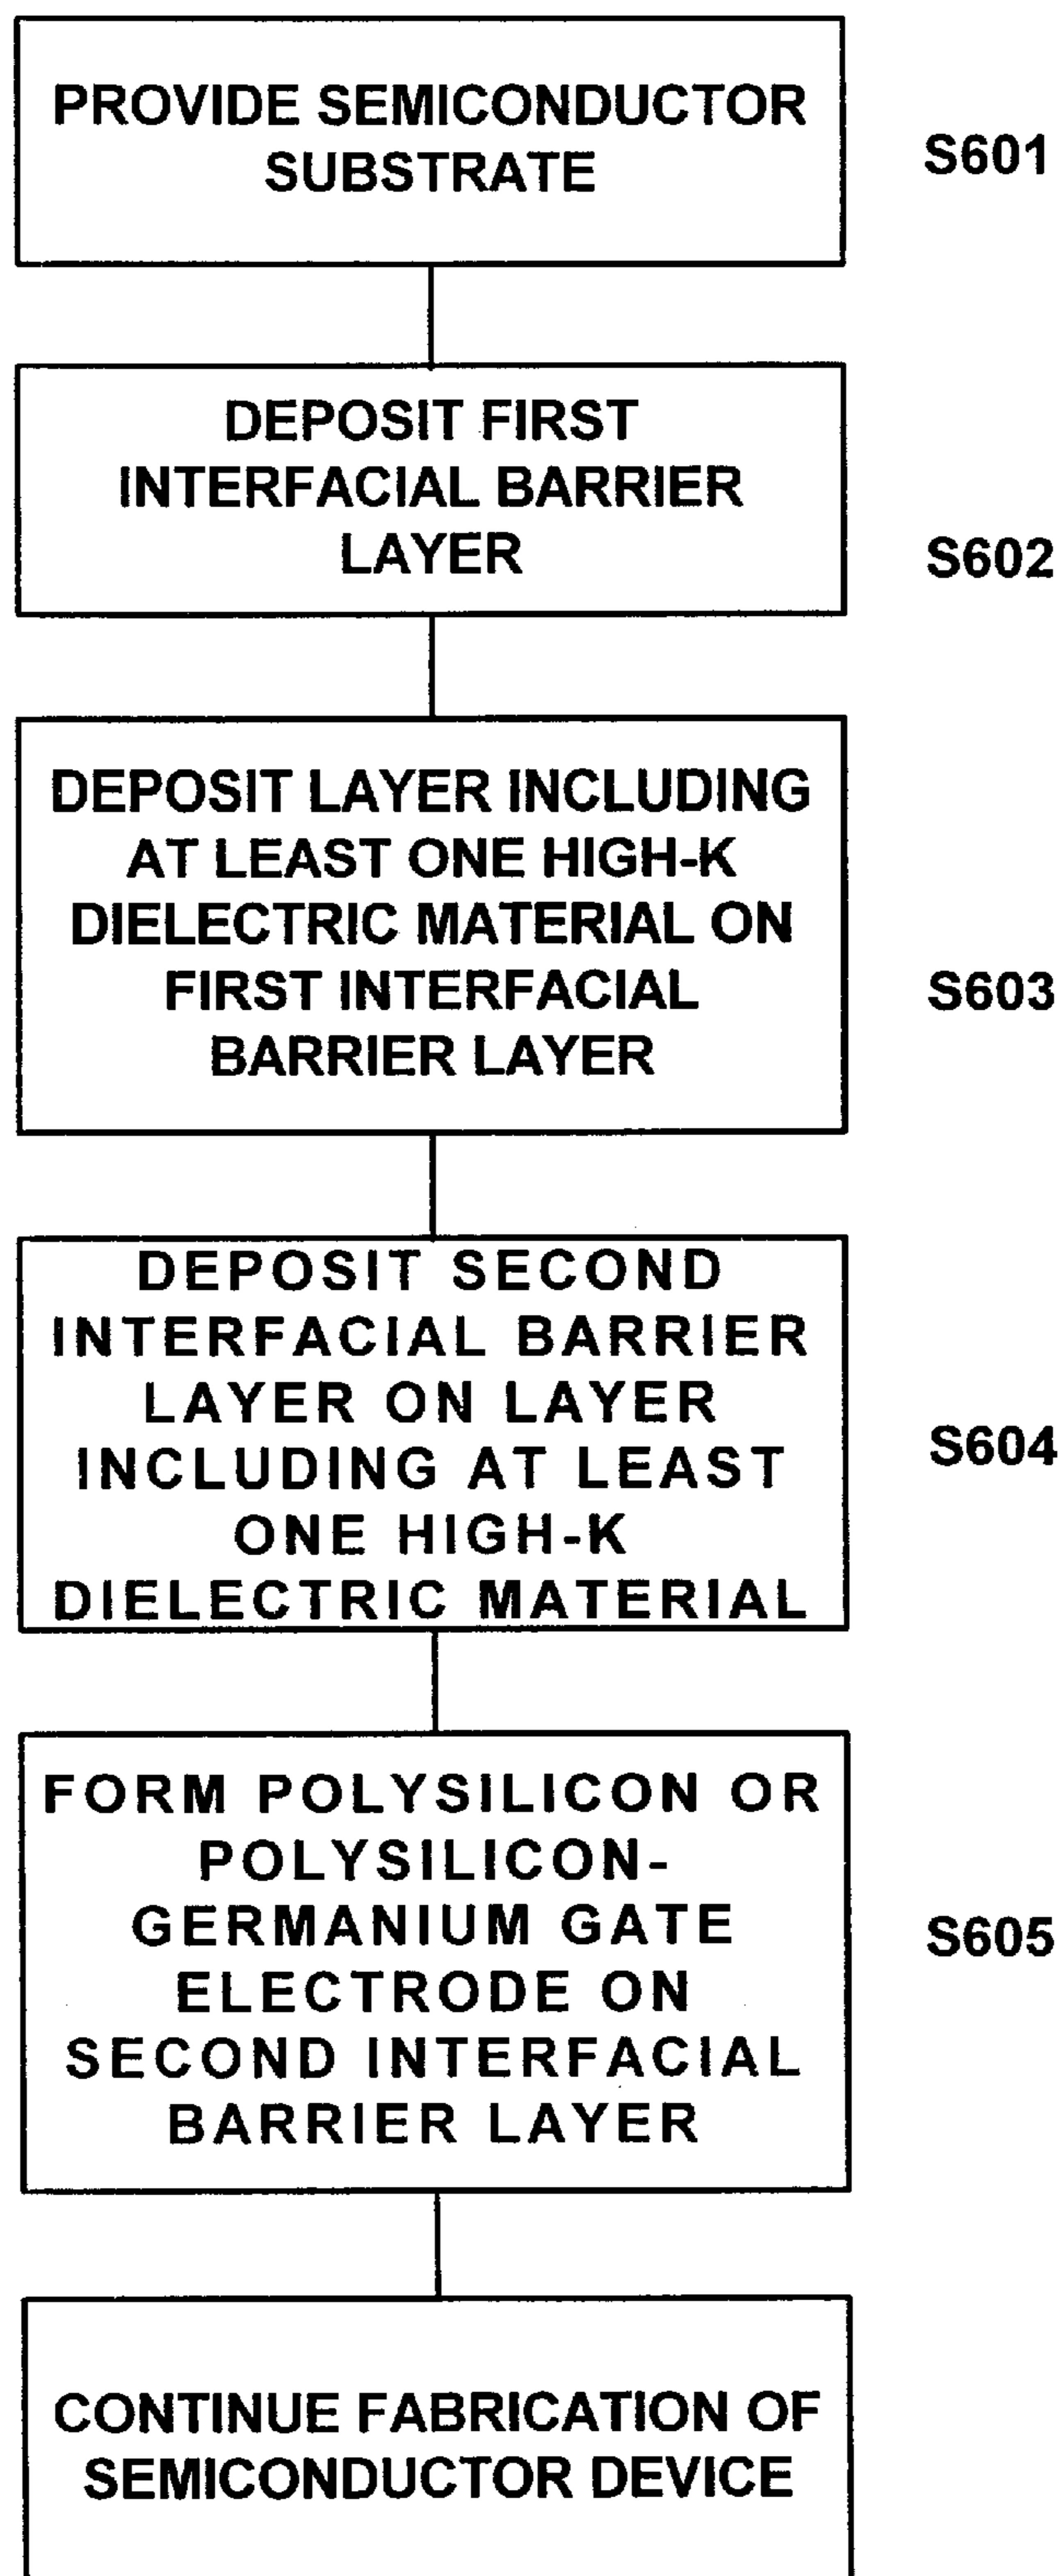 PROVIDE SEMICONDUCTOR
SUBSTRATE
S601
DEPOSIT FIRST
INTERFACIAL BARRIER
LAYER
S602
DEPOSIT LAYER INCLUDING
AT LEAST ONE HIGH-K
DIELECTRIC MATERIAL ON
FIRST INTERFACIAL
BARRIER LAYER
S603
DEPOSIT SECOND
INTERFACIAL BARRIER
LAYER ON LAYER
INCLUDING AT LEAST
ONE HIGH-K
DIELECTRIC MATERIAL
S604
FORM POLYSILICON OR
POLYSILICON-
GERMANIUM GATE
ELECTRODE ON
SECOND INTERFACIAL
BARRIER LAYER
S605
CONTINUE FABRICATION OF
SEMICONDUCTOR DEVICE